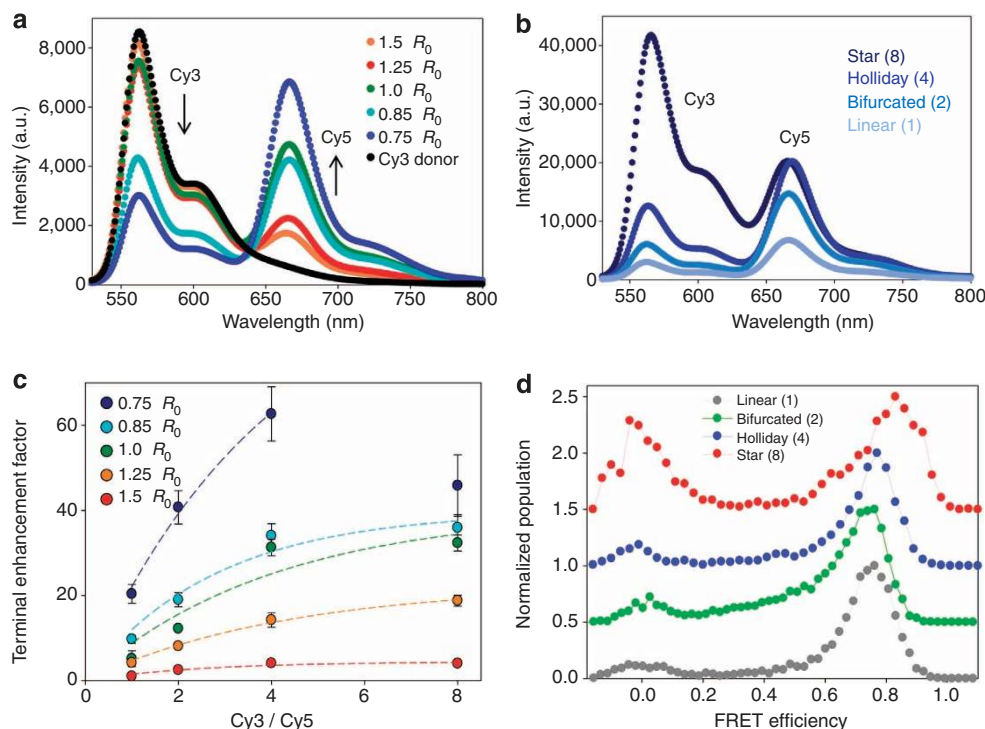 a
8,000
6,000
4,000
2,000
0
Intensity (a.u.)
550
600
650
700
750
800
Wavelength (nm)
Cy3
Cy5
1.5 R0
1.25 R0
1.0 R0
0.85 R0
0.75 R0
Cy3 donor
b
40,000
30,000
20,000
10,000
0
Intensity (a.u.)
550
600
650
700
750
800
Wavelength (nm)
Cy3
Cy5
Star (8)
Holliday (4)
Bifurcated (2)
Linear (1)
c
60
40
20
0
Terminal enhancement factor
0
2
4
6
8
Cy3 / Cy5
0.75 R0
0.85 R0
1.0 R0
1.25 R0
1.5 R0
d
2.5
2.0
1.5
1.0
0.5
0.0
Normalized population
0.0
0.2
0.4
0.6
0.8
1.0
FRET efficiency
Linear (1)
Bifurcated (2)
Holliday (4)
Star (8)